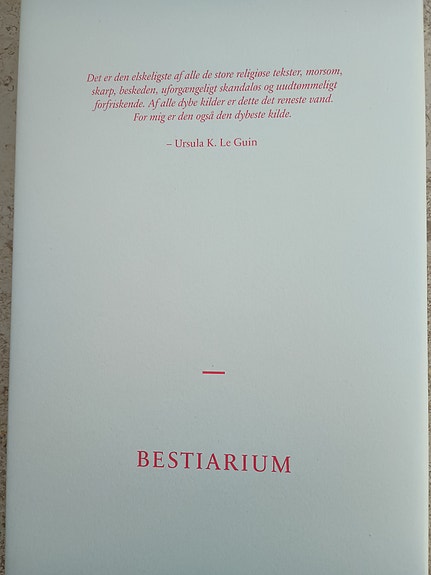 Det er den elskeligste af alle de store religiøse tekster, morsom,
skarp, beskeden, uforgængeligt skandaløs og uudtømmeligt
forfriskende. Af alle dybe kilder er dette det reneste vand.
For mig er den også den dybeste kilde.
– Ursula K. Le Guin
BESTIARIUM